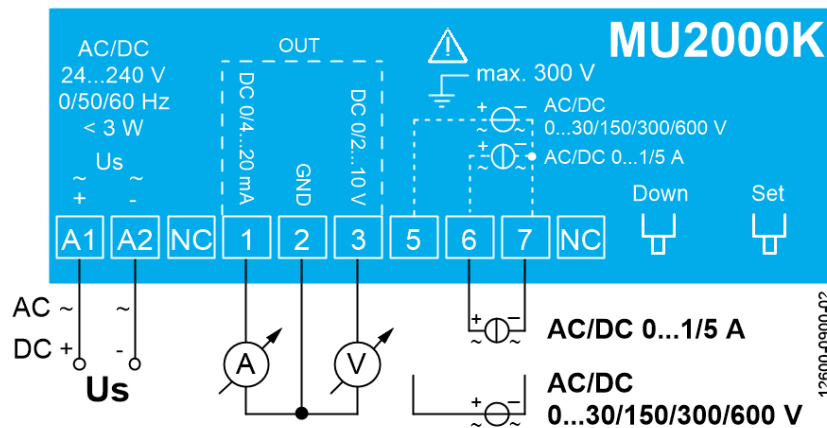 MU2000K
AC/DC
24...240 V
0/50/60 Hz
< 3 W
Us
~ ~
+ -
OUT
DC 0/4...20 mA
GND
DC 0/2...10 V
max. 300 V
+ -
~ ~
AC/DC
0...30/150/300/600 V
+ -
~ ~
AC/DC 0...1/5 A
Down
Set
A1 A2 NC 1 2 3 5 6 7 NC
AC ~ ~
DC + -
Us
A
V
+ -
~ ~
AC/DC 0...1/5 A
+ -
~ ~
AC/DC
0...30/150/300/600 V
12600-0900-02